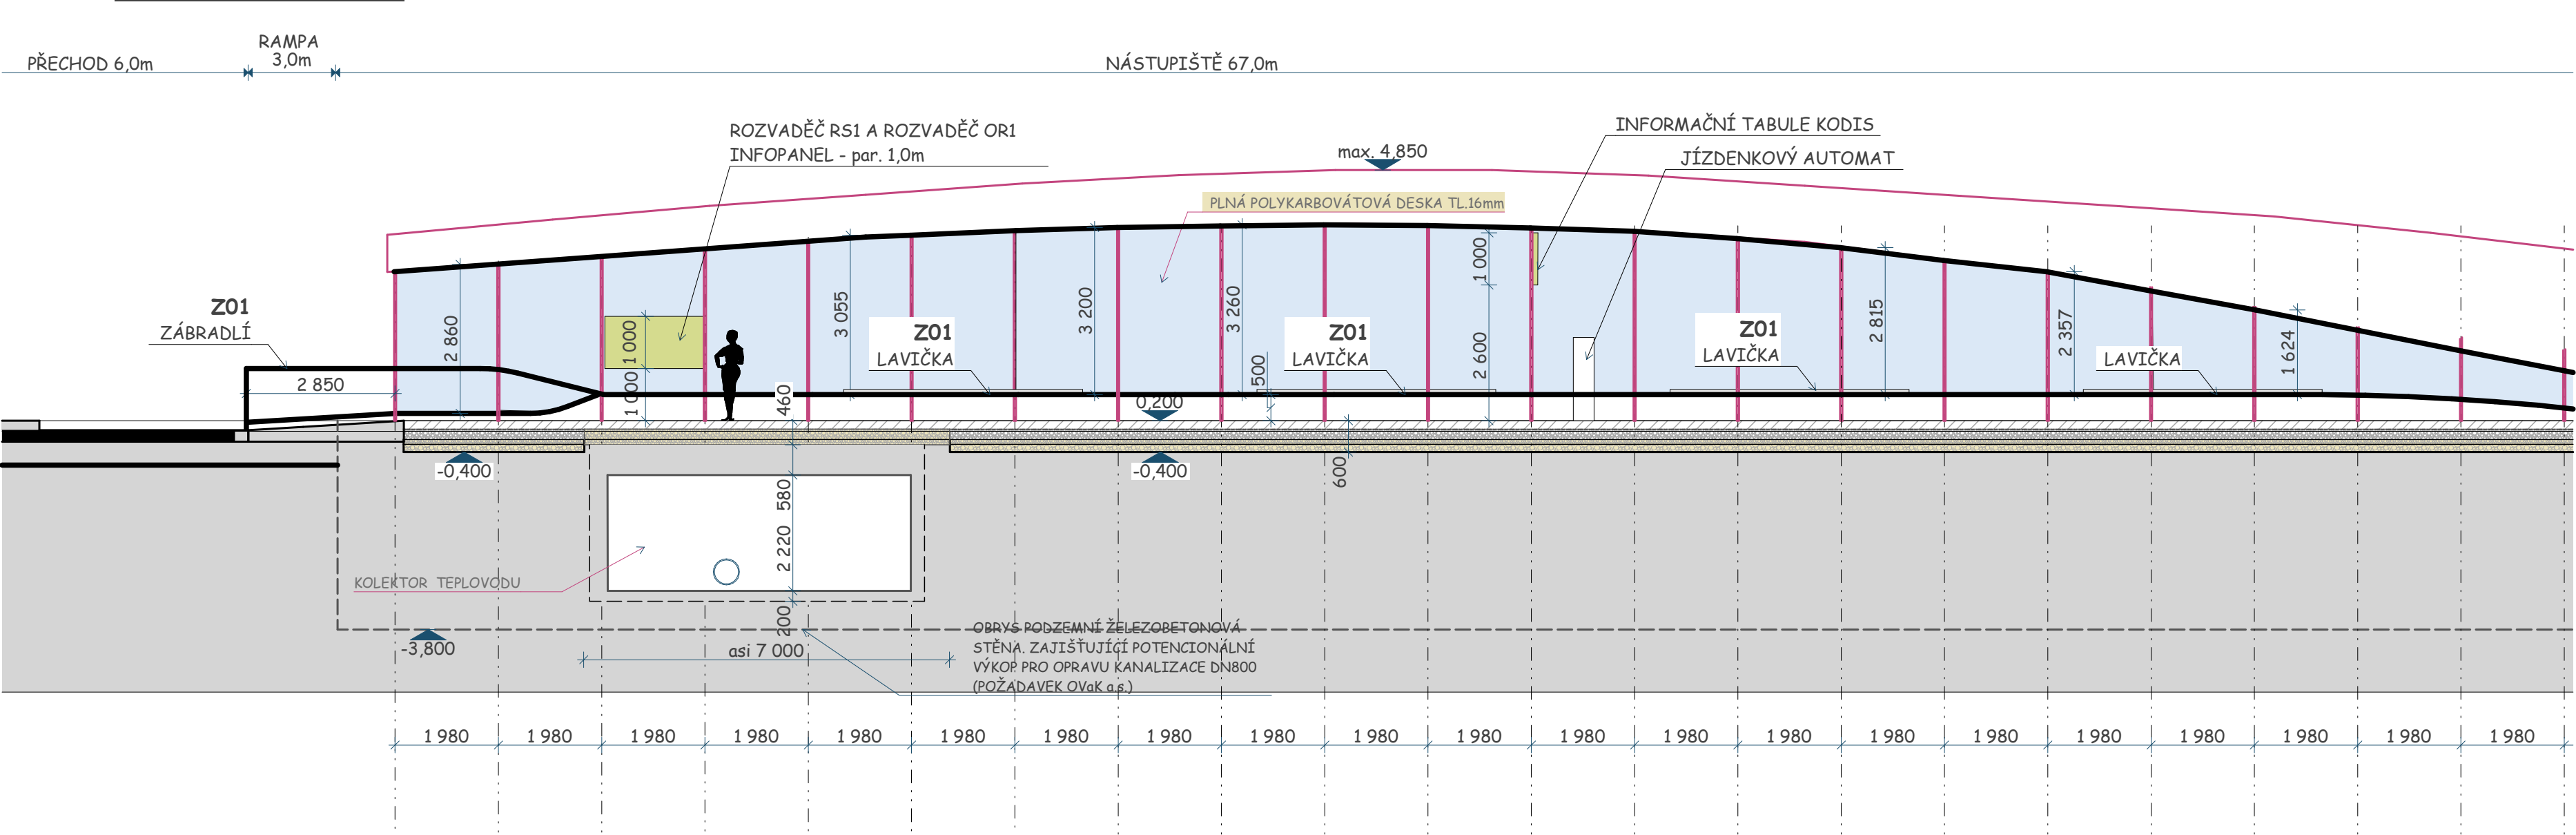 RAMPA
PŘECHOD 6,0m
3,0m
NÁSTUPIŠTĚ 67,0m
ROZVADĚČ RS1 A ROZVADĚČ OR1
INFOPANEL - par. 1,0m
INFORMAČNÍ TABULE KODIS
max. 4,850
JÍZDENKOVÝ AUTOMAT
PLNÁ POLYKARBOVÁTOVÁ DESKA TL.16mm
Z01
ZÁBRADLÍ
2 850
2 860
1 000
1 000
3 055
Z01
LAVIČKA
3 200
3 260
500
Z01
LAVIČKA
1 000
2 600
Z01
LAVIČKA
2 815
2 357
LAVIČKA
1 624
460
0,200
-0,400
-0,400
600
580
2 220
200
KOLEKTOR TEPLOVODU
-3,800
asi 7 000
OBRYS PODZEMNÍ ŽELEZOBETONOVÁ
STĚNA. ZAJIŠŤUJÍCÍ POTENCIONÁLNÍ
VÝKOP PRO OPRAVU KANALIZACE DN800
(POŽADAVEK OVaK a.s.)
1 980 1 980 1 980 1 980 1 980 1 980 1 980 1 980 1 980 1 980 1 980 1 980 1 980 1 980 1 980 1 980 1 980 1 980 1 980 1 980 1 980